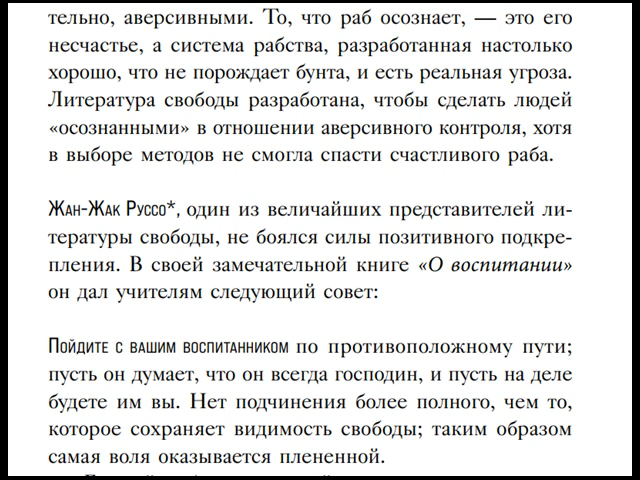 тельно, аверсивными. То, что раб осознает, — это его
несчастье, а система рабства, разработанная настолько
хорошо, что не порождает бунта, и есть реальная угроза.
Литература свободы разработана, чтобы сделать людей
«осознанными» в отношении аверсивного контроля, хотя
в выборе методов не смогла спасти счастливого раба.
Жан-Жак Руссо*, один из величайших представителей ли-
тературы свободы, не боялся силы позитивного подкре-
пления. В своей замечательной книге «О воспитании»
он дал учителям следующий совет:
Пойдите с вашим воспитанником по противоположному пути;
пусть он думает, что он всегда господин, и пусть на деле
будете им вы. Нет подчинения более полного, чем то,
которое сохраняет видимость свободы; таким образом
самая воля оказывается плененной.